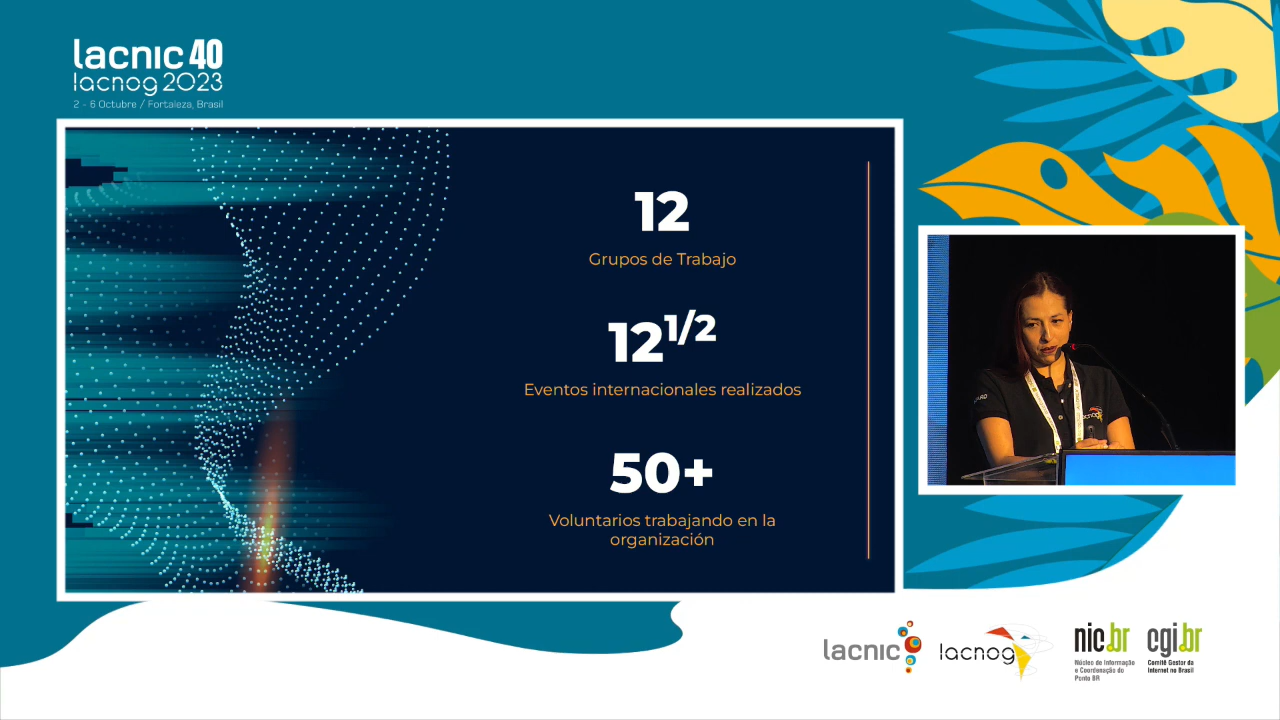 lacnic 40
lacnog 2023
2 - 6 Octubre / Fortaleza, Brasil
12
Grupos de Trabajo
12 1/2
Eventos internacionales realizados
50+
Voluntarios trabajando en la
organización
lacnic
lacnog
nic.br
Núcleo de Informação
e Coordenação do
Ponto BR
cgi.br
Comitê Gestor da
Internet no Brasil